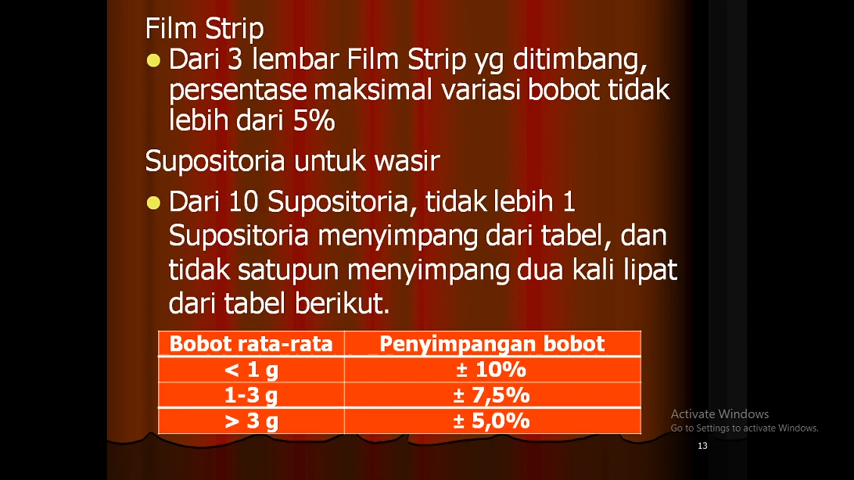 Film Strip
Dari 3 lembar Film Strip yg ditimbang,
persentase maksimal variasi bobot tidak
lebih dari 5%
Supositoria untuk wasir
Dari 10 Supositoria, tidak lebih 1
Supositoria menyimpang dari tabel, dan
tidak satupun menyimpang dua kali lipat
dari tabel berikut.
Bobot rata-rata Penyimpangan bobot
< 1 g ± 10%
1-3 g ± 7,5%
> 3 g ± 5,0%
Activate Windows
Go to Settings to activate Windows.
13